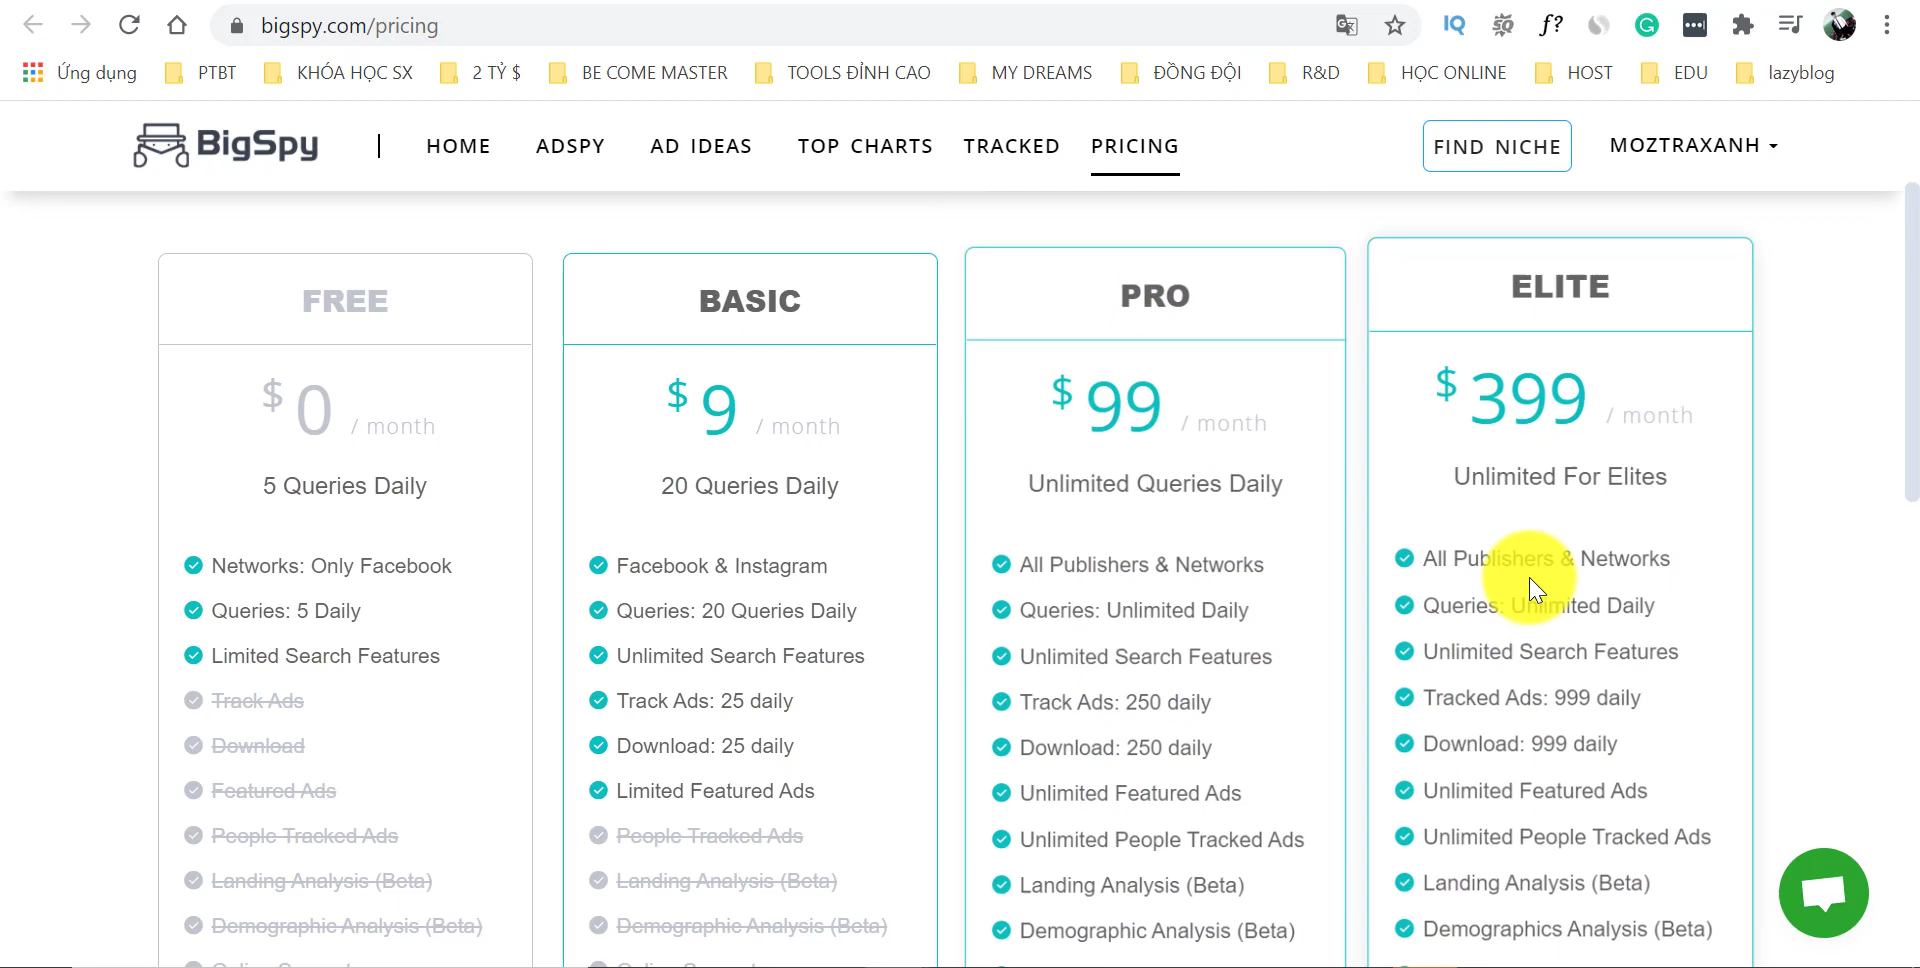 bigspy.com/pricing
Ứng dụng PTBT KHÓA HỌC SX 2 TỶ $ BE COME MASTER TOOLS ĐỈNH CAO MY DREAMS ĐỒNG ĐỘI R&D HỌC ONLINE HOST EDU lazyblog
BigSpy HOME ADSPY AD IDEAS TOP CHARTS TRACKED PRICING FIND NICHE MOZTRAXANH
FREE
$ 0 / month
5 Queries Daily
Networks: Only Facebook
Queries: 5 Daily
Limited Search Features
Track Ads
Download
Featured Ads
People Tracked Ads
Landing Analysis (Beta)
Demographic Analysis (Beta)
BASIC
$ 9 / month
20 Queries Daily
Facebook & Instagram
Queries: 20 Queries Daily
Unlimited Search Features
Track Ads: 25 daily
Download: 25 daily
Limited Featured Ads
People Tracked Ads
Landing Analysis (Beta)
Demographic Analysis (Beta)
PRO
$ 99 / month
Unlimited Queries Daily
All Publishers & Networks
Queries: Unlimited Daily
Unlimited Search Features
Track Ads: 250 daily
Download: 250 daily
Unlimited Featured Ads
Unlimited People Tracked Ads
Landing Analysis (Beta)
Demographic Analysis (Beta)
ELITE
$ 399 / month
Unlimited For Elites
All Publishers & Networks
Queries: Unlimited Daily
Unlimited Search Features
Tracked Ads: 999 daily
Download: 999 daily
Unlimited Featured Ads
Unlimited People Tracked Ads
Landing Analysis (Beta)
Demographics Analysis (Beta)